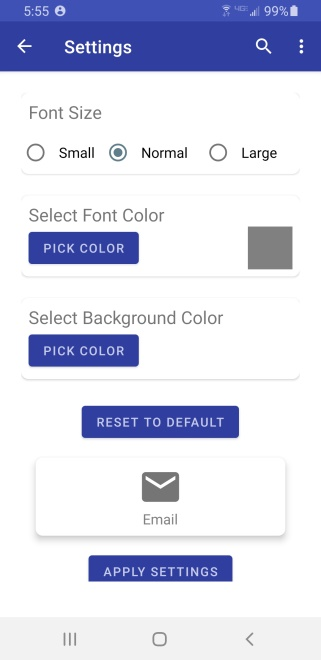 5:55 4GE 99%
Settings
Font Size
Small Normal Large
Select Font Color
PICK COLOR
Select Background Color
PICK COLOR
RESET TO DEFAULT
Email
APPLY SETTINGS